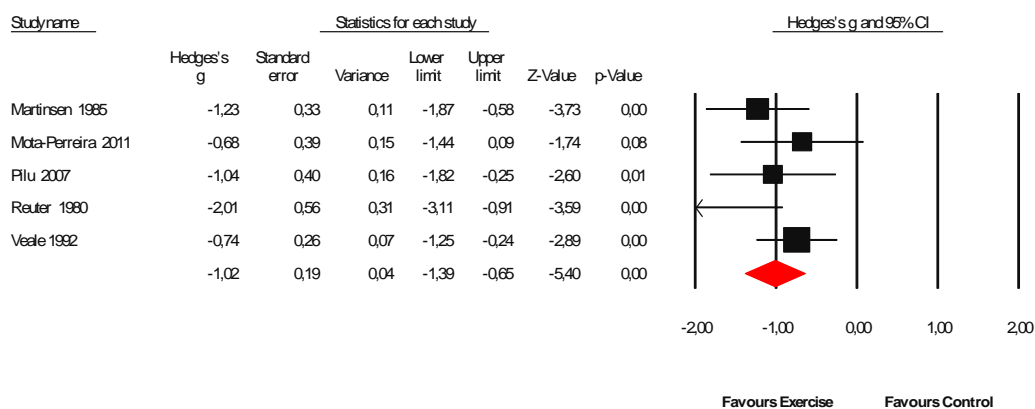 Study name Statistics for each study Hedges's g and 95% CI
Hedges's Standard Lower Upper
g error Variance limit limit Z-Value p-Value
Martinsen 1985 -1,23 0,33 0,11 -1,87 -0,58 -3,73 0,00
Mota-Perreira 2011 -0,68 0,39 0,15 -1,44 0,09 -1,74 0,08
Pilu 2007 -1,04 0,40 0,16 -1,82 -0,25 -2,60 0,01
Reuter 1980 -2,01 0,56 0,31 -3,11 -0,91 -3,59 0,00
Veale 1992 -0,74 0,26 0,07 -1,25 -0,24 -2,89 0,00
-1,02 0,19 0,04 -1,39 -0,65 -5,40 0,00
-2,00 -1,00 0,00 1,00 2,00
Favours Exercise Favours Control